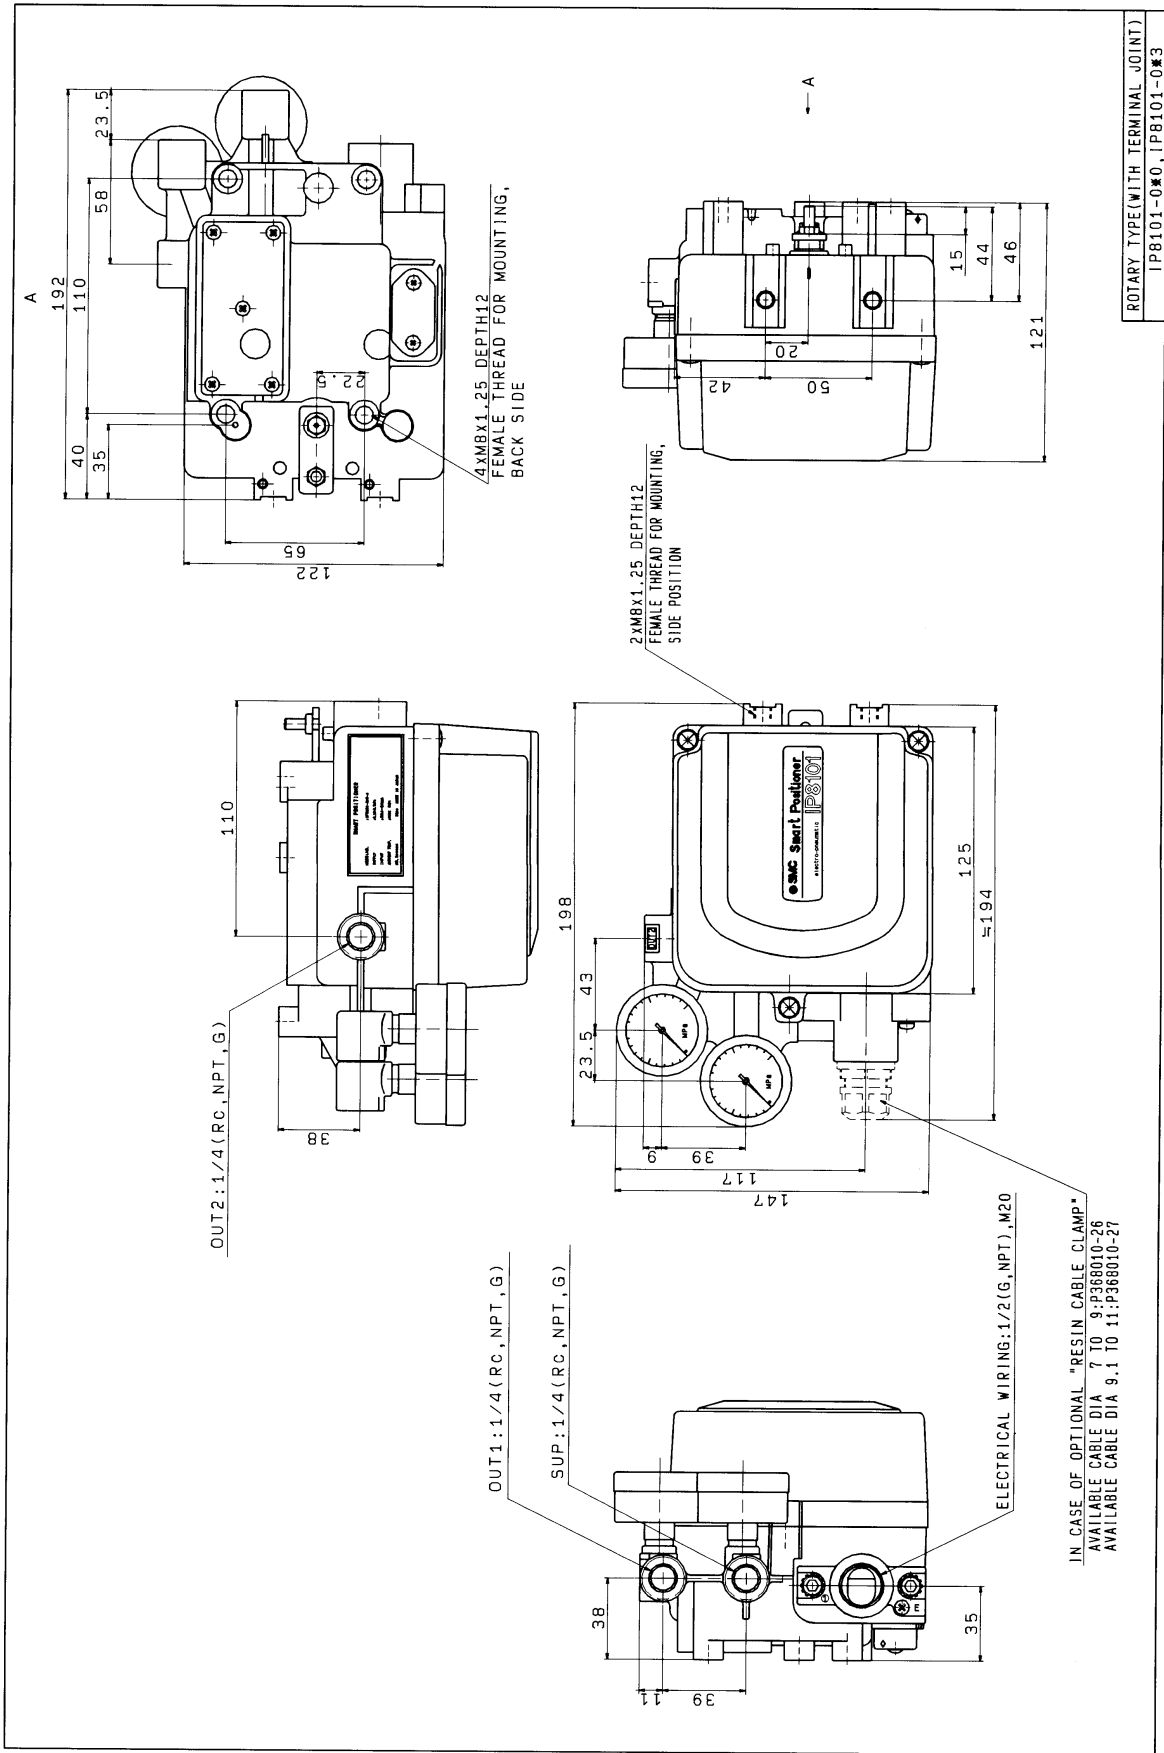 A
192
23.5
58
110
40
35
22.5
65
122
4xM8x1.25 DEPTH12
FEMALE THREAD FOR MOUNTING,
BACK SIDE
A
15
44
46
121
20
42
50
ROTARY TYPE(WITH TERMINAL JOINT)
IP8101-0※0,IP8101-0※3
110
SMART POSITIONER
38
OUT2:1/4(RC,NPT,G)
2xM8x1.25 DEPTH12
FEMALE THREAD FOR MOUNTING,
SIDE POSITION
198
43
23.5
OUT2
MPa
MPa
SMC Smart Positioner
electro-pneumatic IP8101
125
≒194
9
39
117
147
OUT1:1/4(RC,NPT,G)
SUP:1/4(RC,NPT,G)
38
11
39
35
E
ELECTRICAL WIRING:1/2(G,NPT),M20
IN CASE OF OPTIONAL "RESIN CABLE CLAMP"
AVAILABLE CABLE DIA 7 TO 9:P368010-26
AVAILABLE CABLE DIA 9.1 TO 11:P368010-27